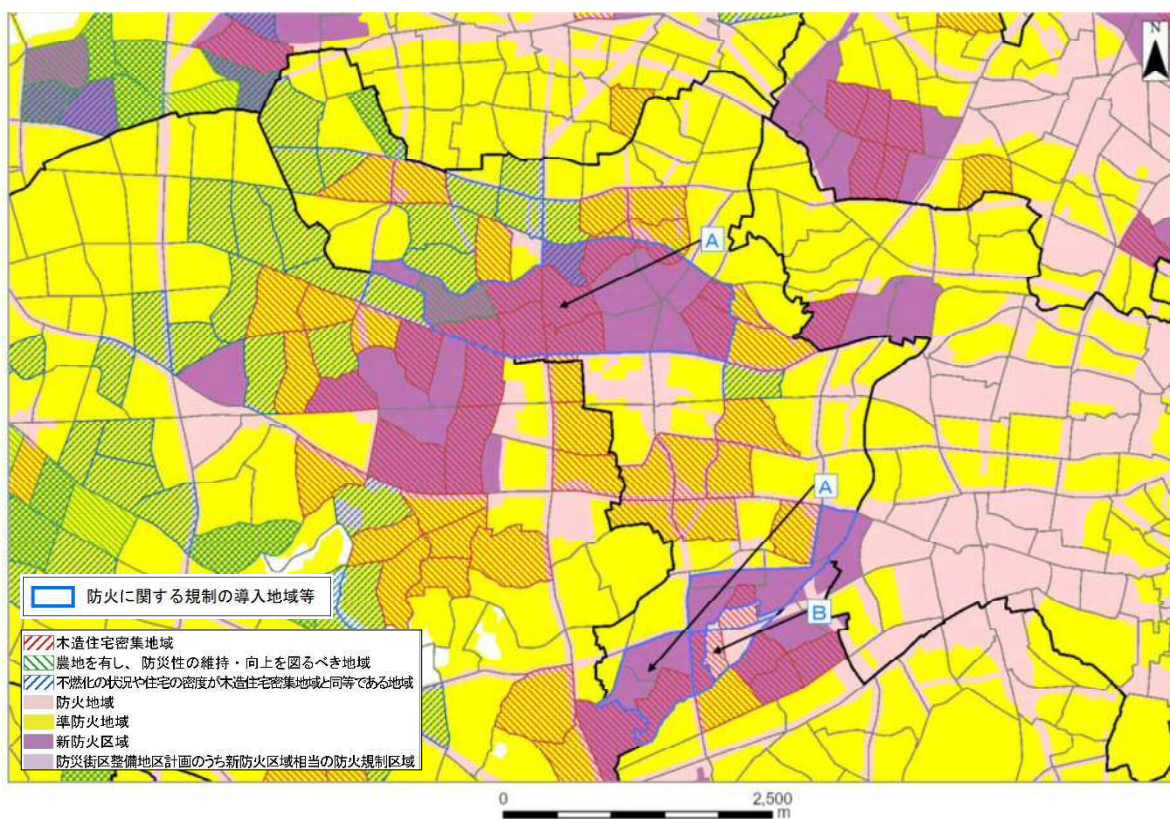 N
A
A
B
防火に関する規制の導入地域等
木造住宅密集地域
農地を有し、防災性の維持・向上を図るべき地域
不燃化の状況や住宅の密度が木造住宅密集地域と同等である地域
防火地域
準防火地域
新防火区域
防災街区整備地区計画のうち新防火区域相当の防火規制区域
0 2,500
m